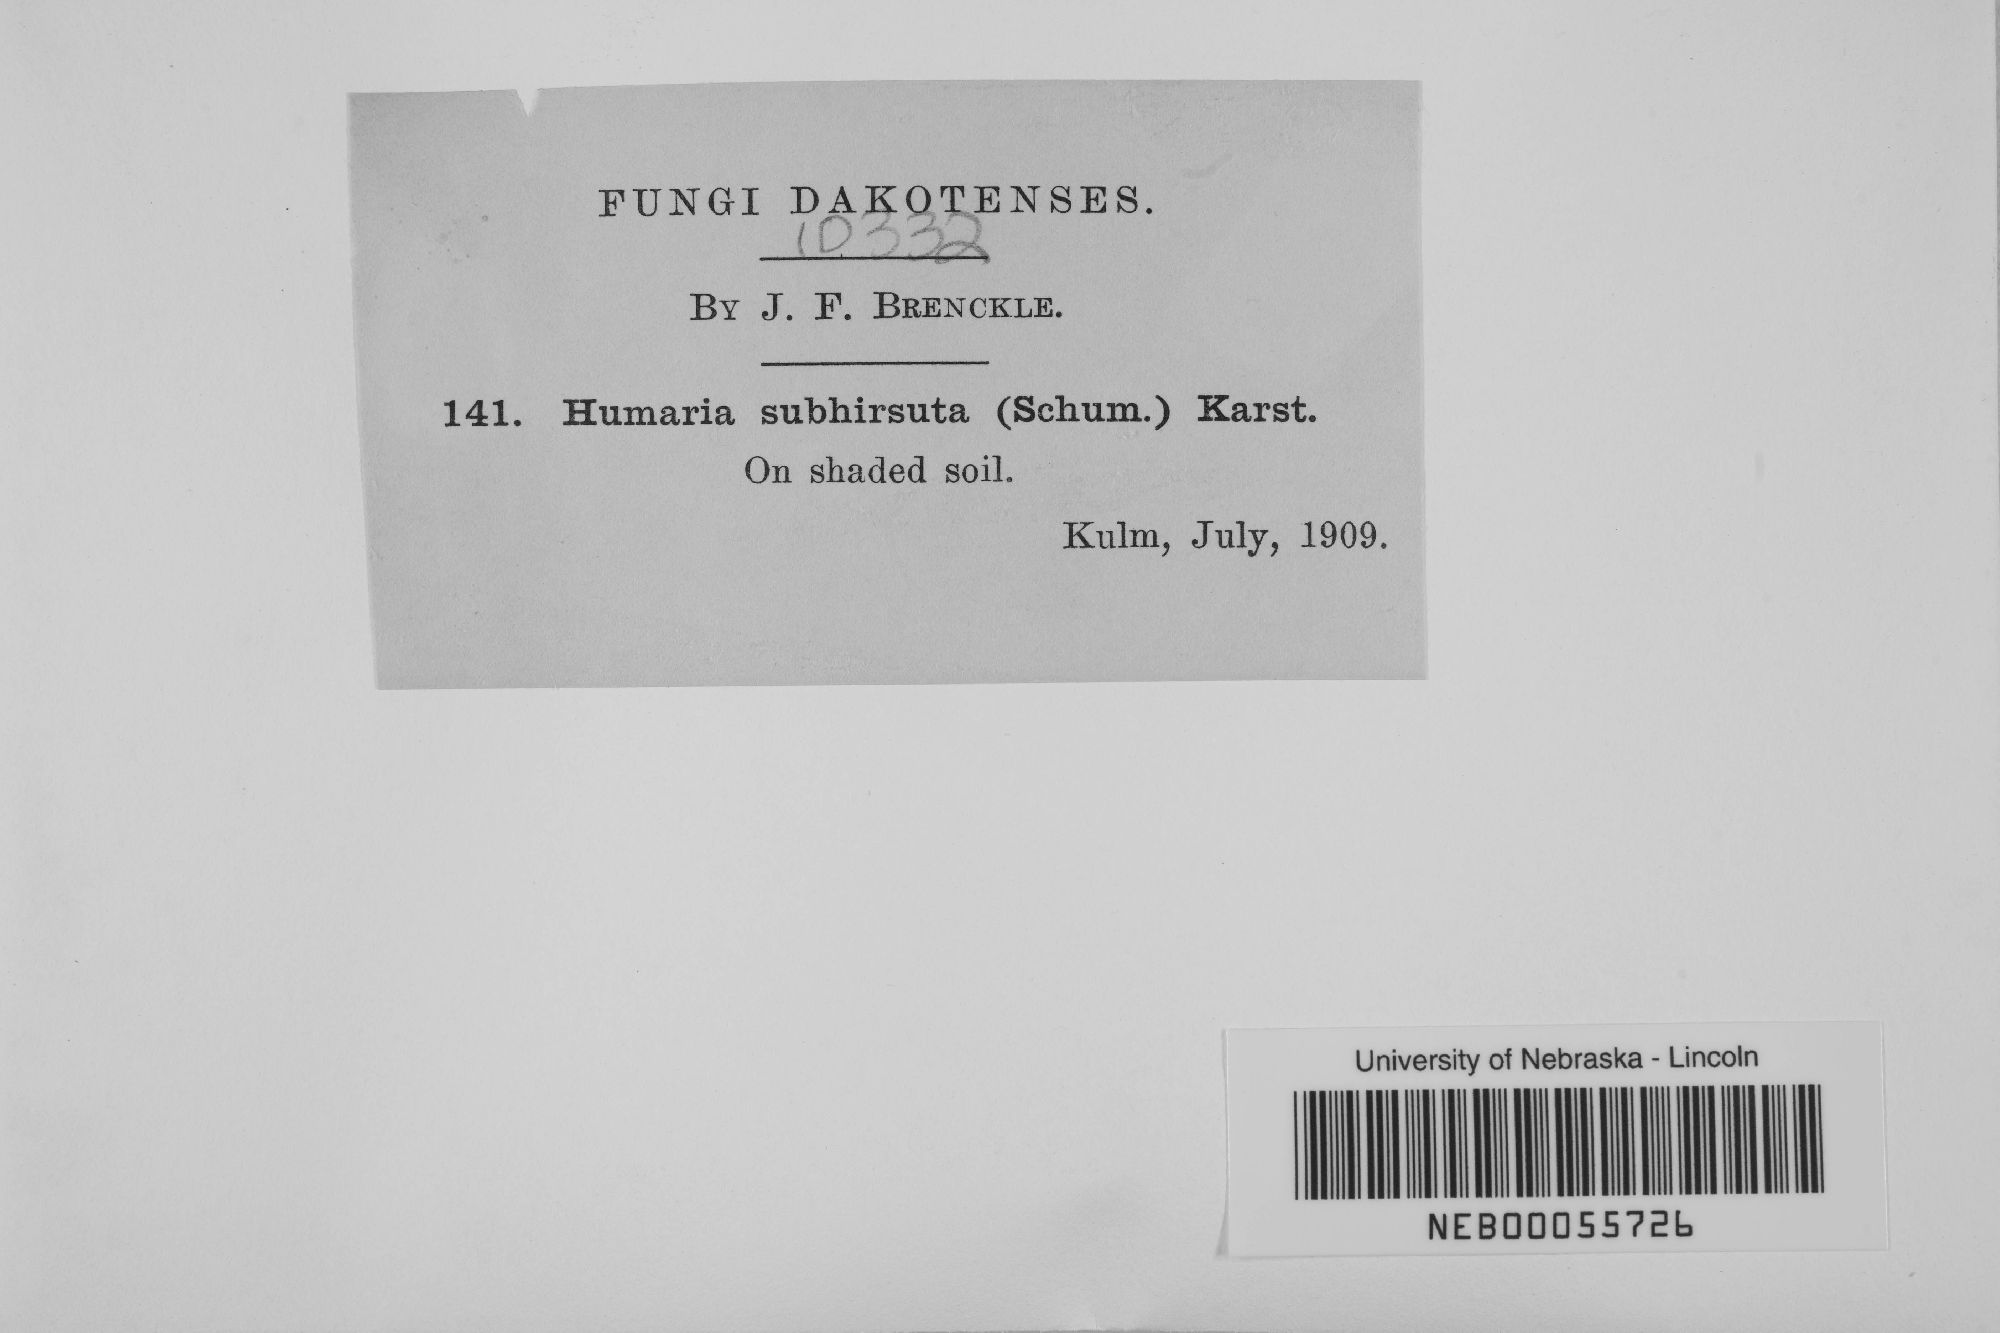 FUNGI DAKOTENSES.
10332
BY J. F. BRENCKLE.
141. Humaria subhirsuta (Schum.) Karst.
On shaded soil.
Kulm, July, 1909.
University of Nebraska - Lincoln
NEB00055726